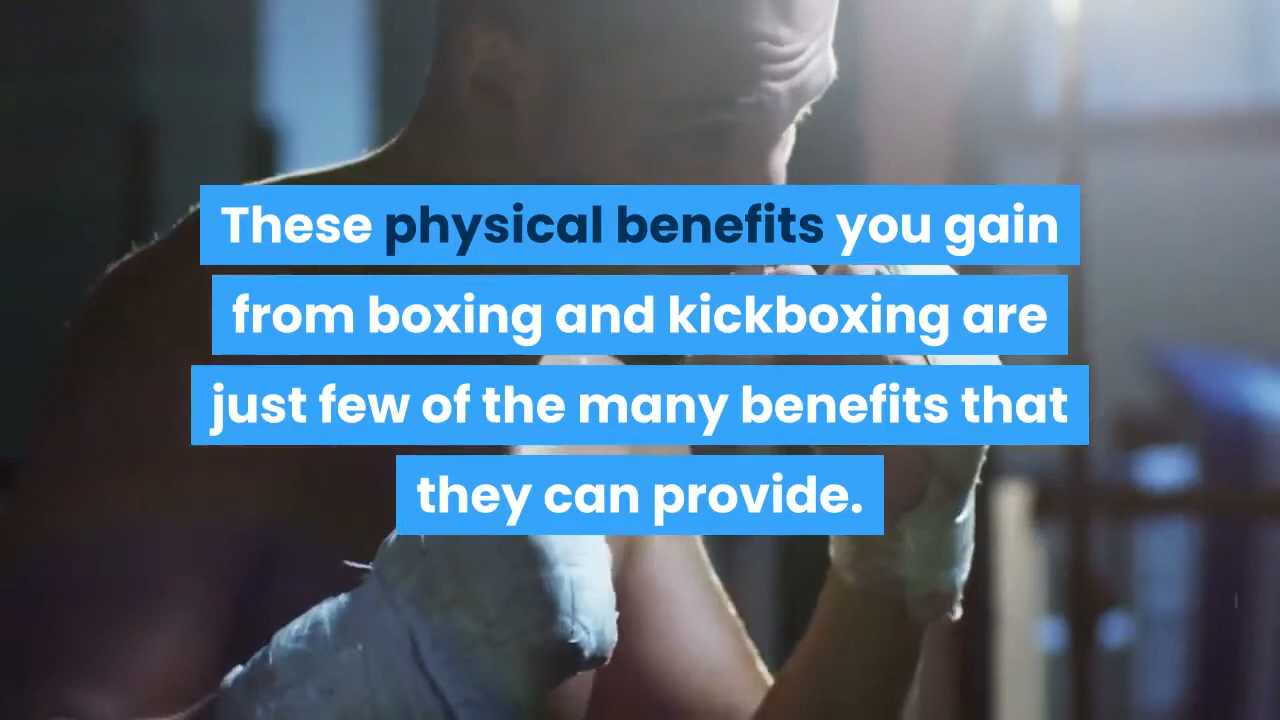 These physical benefits you gain
from boxing and kickboxing are
just few of the many benefits that
they can provide.